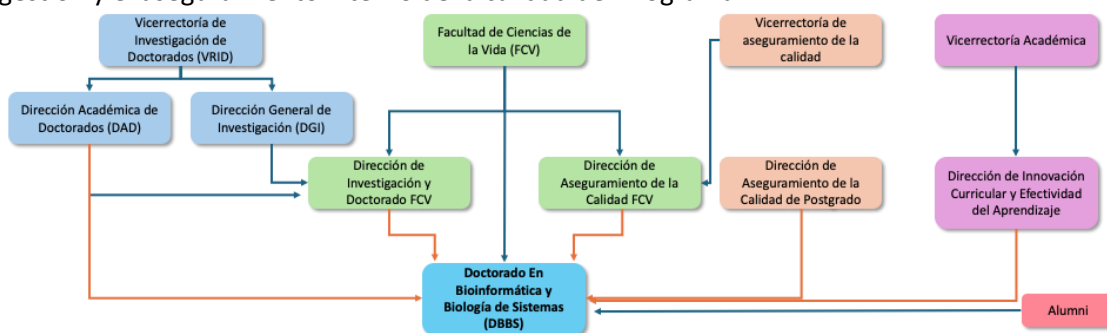 Vicerrectoría de
Investigación de
Doctorados (VRID)
Facultad de Ciencias de
la Vida (FCV)
Vicerrectoría de
aseguramiento de la
calidad
Vicerrectoría Académica
Dirección Académica de
Doctorados (DAD)
Dirección General de
Investigación (DGI)
Dirección de
Investigación y
Doctorado FCV
Dirección de
Aseguramiento de la
Calidad FCV
Dirección de
Aseguramiento de la
Calidad de Postgrado
Dirección de Innovación
Curricular y Efectividad
del Aprendizaje
Doctorado En
Bioinformática y
Biología de Sistemas
(DBBS)
Alumni